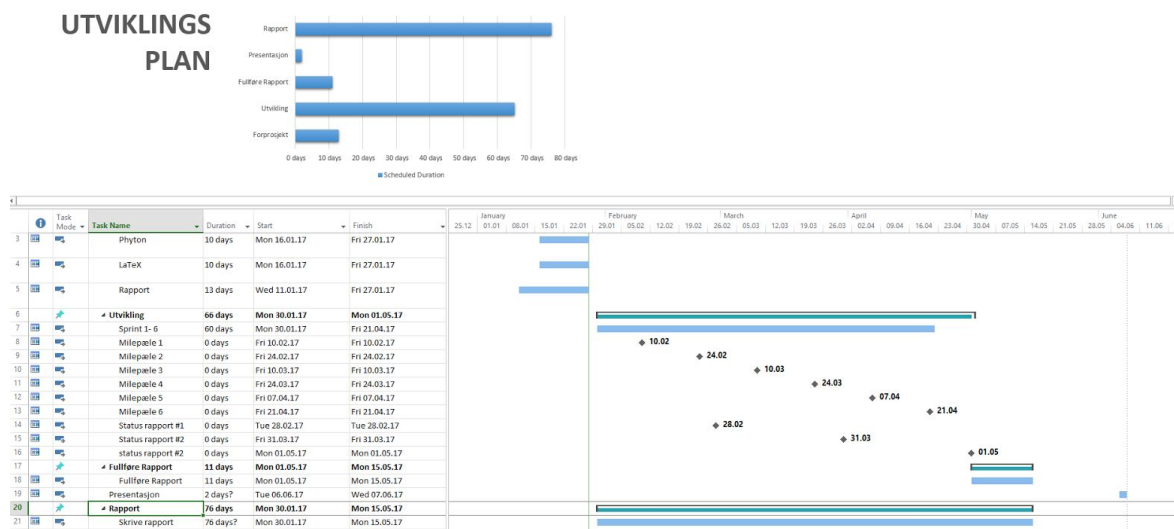 UTVIKLINGS
PLAN
Rapport
Presentasjon
Fullføre Rapport
Utvikling
Forprosjekt
0 days 10 days 20 days 30 days 40 days 50 days 60 days 70 days 80 days
Scheduled Duration
Task Mode Task Name Duration Start Finish
January February March April May June
25.12 01.01 08.01 15.01 22.01 29.01 05.02 12.02 19.02 26.02 05.03 12.03 19.03 26.03 02.04 09.04 16.04 23.04 30.04 07.05 14.05 21.05 28.05 04.06 11.06
3 Phyton 10 days Mon 16.01.17 Fri 27.01.17
4 LaTeX 10 days Mon 16.01.17 Fri 27.01.17
5 Rapport 13 days Wed 11.01.17 Fri 27.01.17
6 Utvikling 66 days Mon 30.01.17 Mon 01.05.17
7 Sprint 1- 6 60 days Mon 30.01.17 Fri 21.04.17
8 Milepæle 1 0 days Fri 10.02.17 Fri 10.02.17 10.02
9 Milepæle 2 0 days Fri 24.02.17 Fri 24.02.17 24.02
10 Milepæle 3 0 days Fri 10.03.17 Fri 10.03.17 10.03
11 Milepæle 4 0 days Fri 24.03.17 Fri 24.03.17 24.03
12 Milepæle 5 0 days Fri 07.04.17 Fri 07.04.17 07.04
13 Milepæle 6 0 days Fri 21.04.17 Fri 21.04.17 21.04
14 Status rapport #1 0 days Tue 28.02.17 Tue 28.02.17 28.02
15 Status rapport #2 0 days Fri 31.03.17 Fri 31.03.17 31.03
16 status rapport #2 0 days Mon 01.05.17 Mon 01.05.17 01.05
17 Fullføre Rapport 11 days Mon 01.05.17 Mon 15.05.17
18 Fullføre Rapport 11 days Mon 01.05.17 Mon 15.05.17
19 Presentasjon 2 days? Tue 06.06.17 Wed 07.06.17
20 Rapport 76 days Mon 30.01.17 Mon 15.05.17
21 Skrive rapport 76 days? Mon 30.01.17 Mon 15.05.17